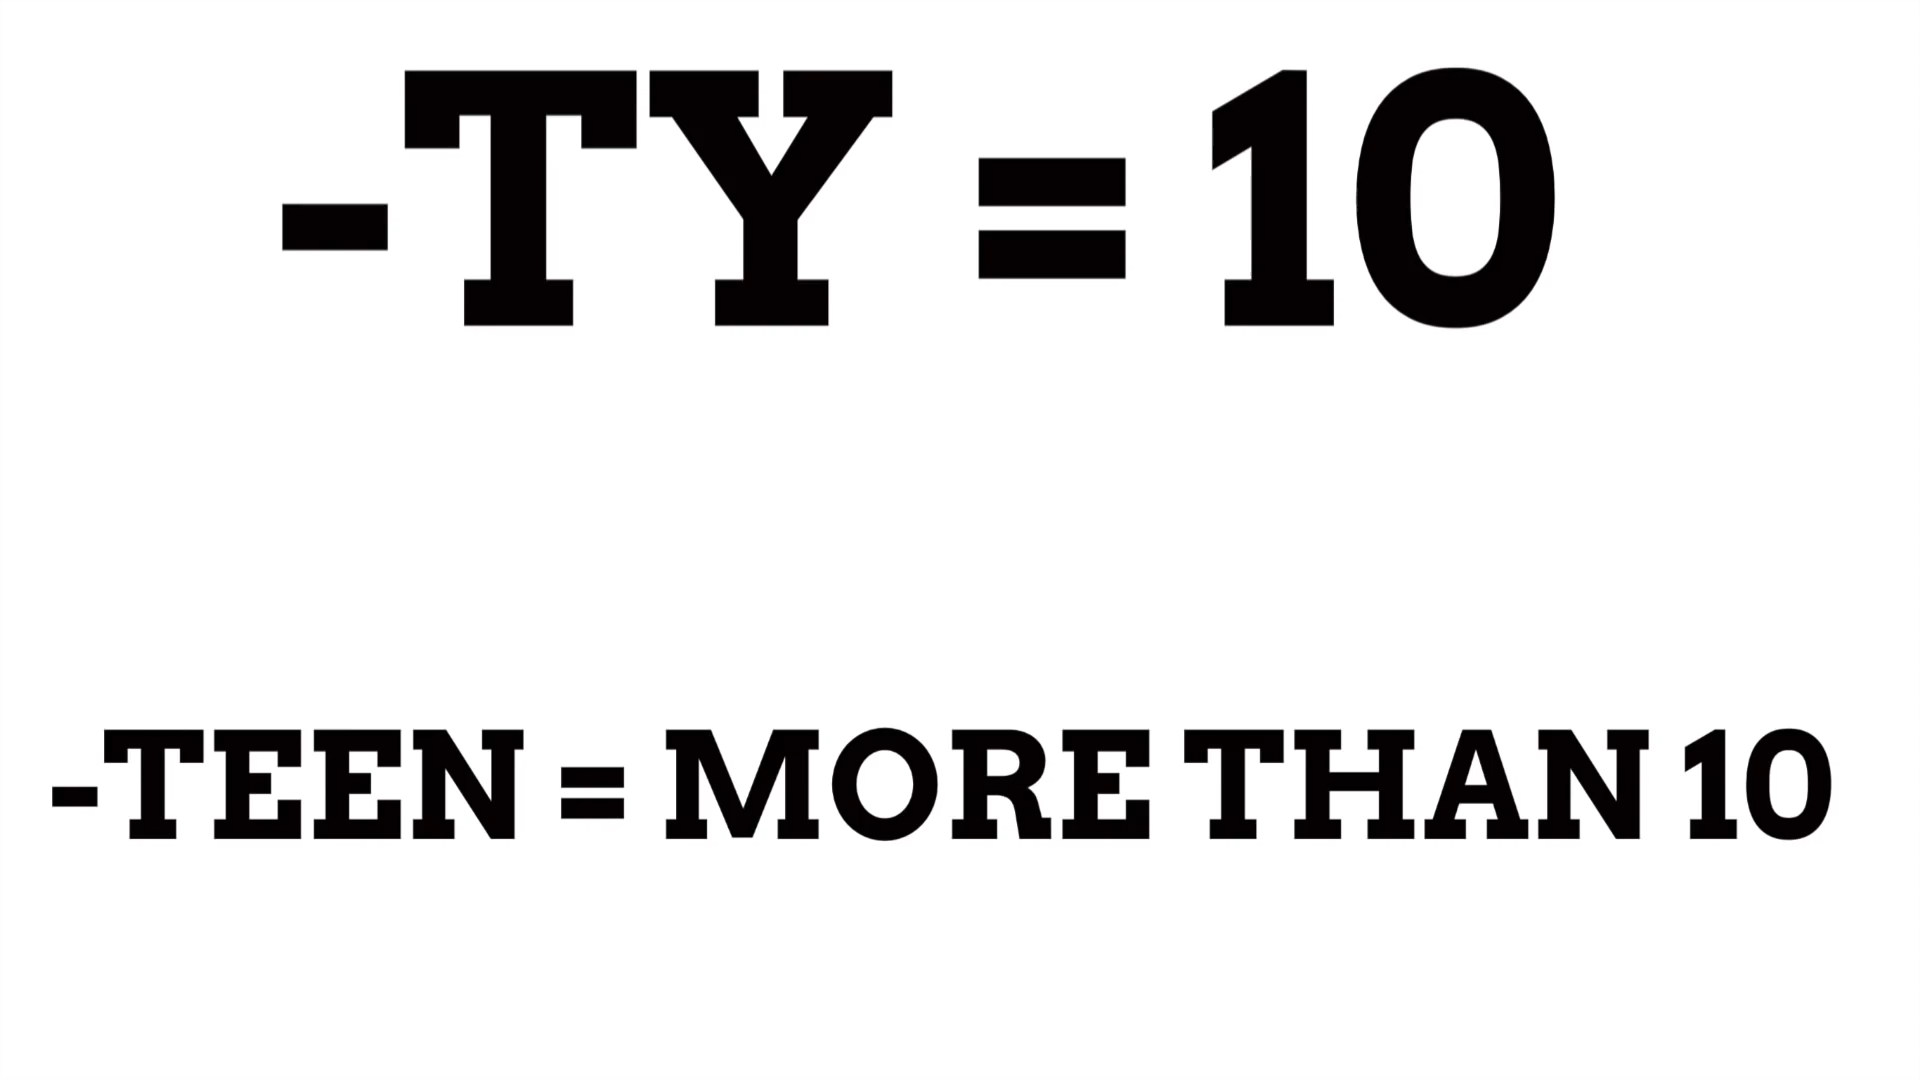 -TY = 10
-TEEN = MORE THAN 10